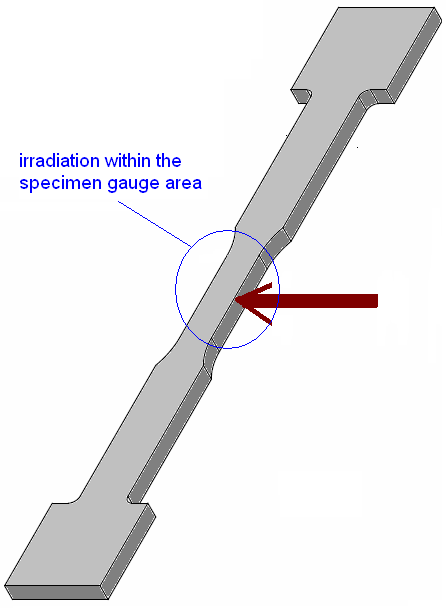 irradiation within the
specimen gauge area